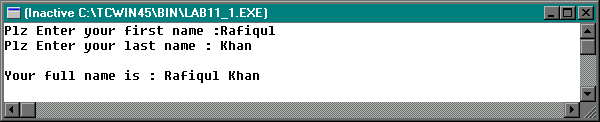 (Inactive C:\TCWIN45\BIN\LAB11_1.EXE)
Plz Enter your first name :Rafiqul
Plz Enter your last name : Khan
Your full name is : Rafiqul Khan